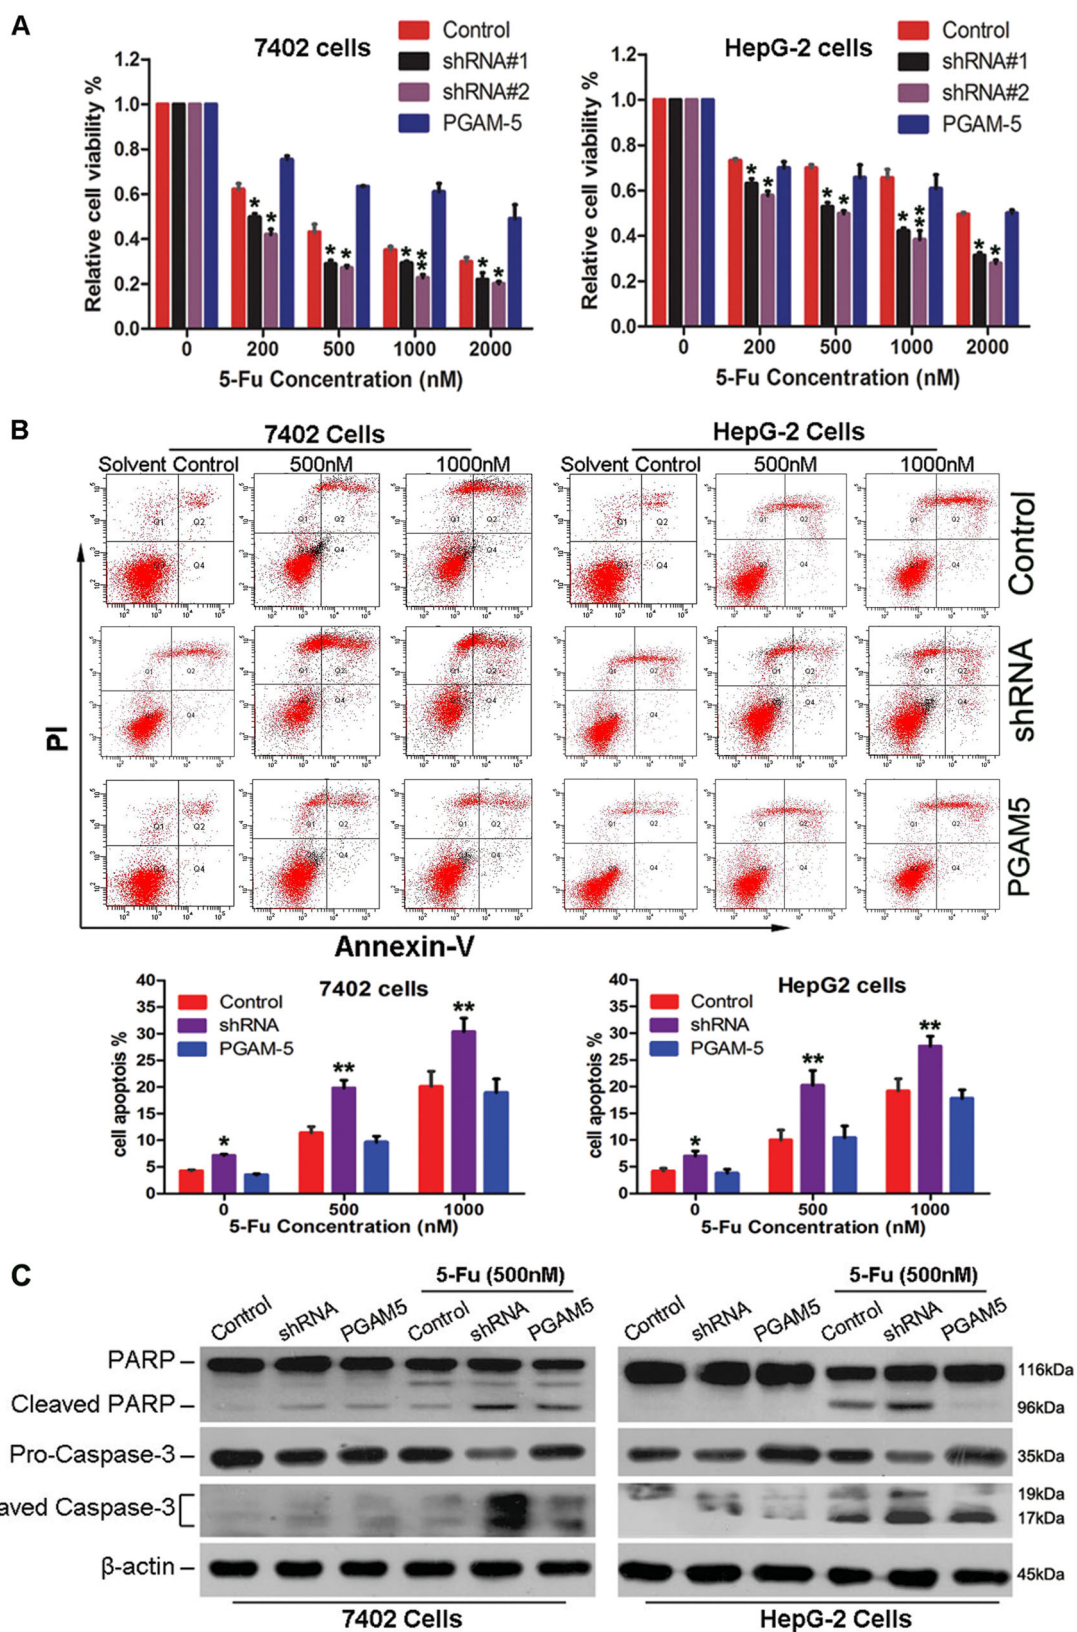 A
7402 cells
Control
shRNA#1
shRNA#2
PGAM-5
Relative cell viability %
1.2
1.0
0.8
0.6
0.4
0.2
0.0
* * * * * ** * *
0 200 500 1000 2000
5-Fu Concentration (nM)
HepG-2 cells
Control
shRNA#1
shRNA#2
PGAM-5
Relative cell viability %
1.2
1.0
0.8
0.6
0.4
0.2
0.0
* * * * * ** * *
0 200 500 1000 2000
5-Fu Concentration (nM)
B
7402 Cells
HepG-2 Cells
Solvent Control 500nM 1000nM Solvent Control 500nM 1000nM
Control
shRNA
PGAM5
PI
Annexin-V
7402 cells
Control
shRNA
PGAM-5
cell apoptois %
40
35
30
25
20
15
10
5
0
* ** **
0 500 1000
5-Fu Concentration (nM)
HepG2 cells
Control
shRNA
PGAM-5
cell apoptois %
40
35
30
25
20
15
10
5
0
* ** **
0 500 1000
5-Fu Concentration (nM)
C
5-Fu (500nM) 5-Fu (500nM)
Control shRNA PGAM5 Control shRNA PGAM5 Control shRNA PGAM5 Control shRNA PGAM5
PARP 116kDa
Cleaved PARP 96kDa
Pro-Caspase-3 35kDa
19kDa
aved Caspase-3 17kDa
β-actin 45kDa
7402 Cells HepG-2 Cells